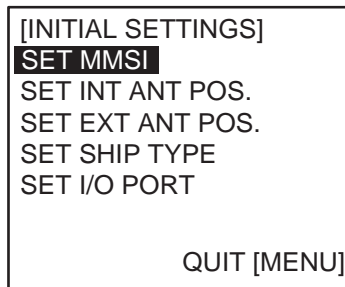 [INITIAL SETTINGS]
SET MMSI
SET INT ANT POS.
SET EXT ANT POS.
SET SHIP TYPE
SET I/O PORT
QUIT [MENU]